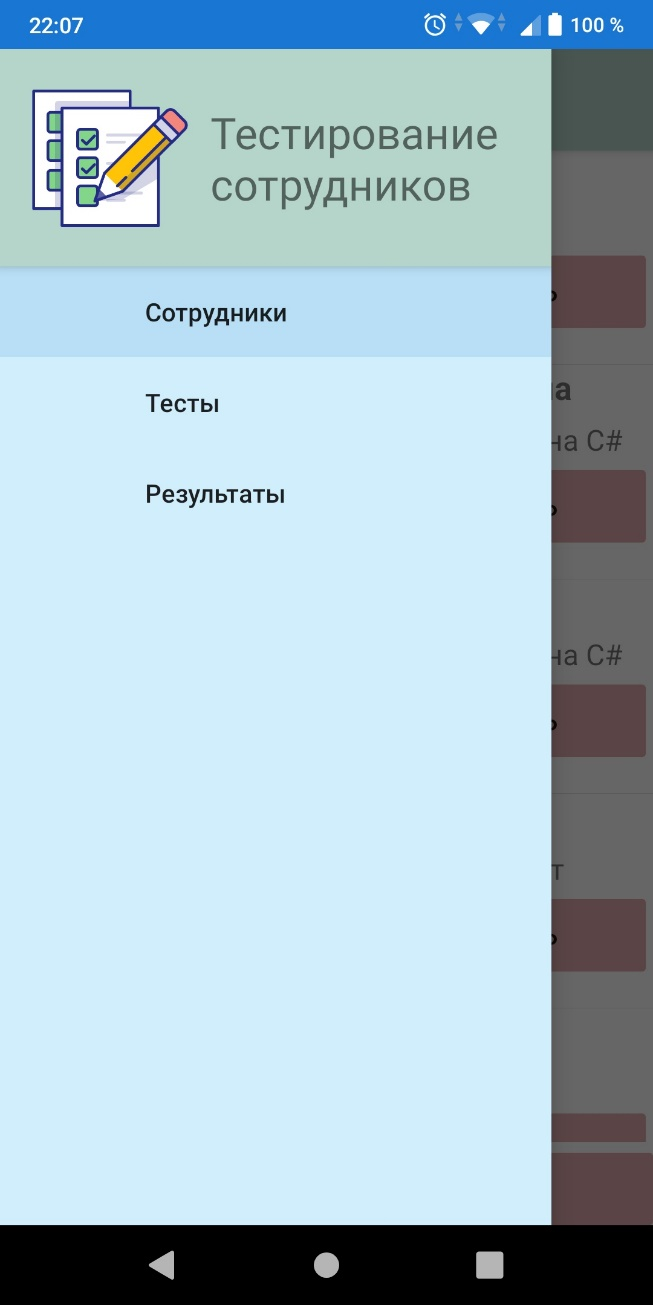 22:07 100 %
Тестирование
сотрудников
Сотрудники
Тесты
на C#
Результаты
на C#